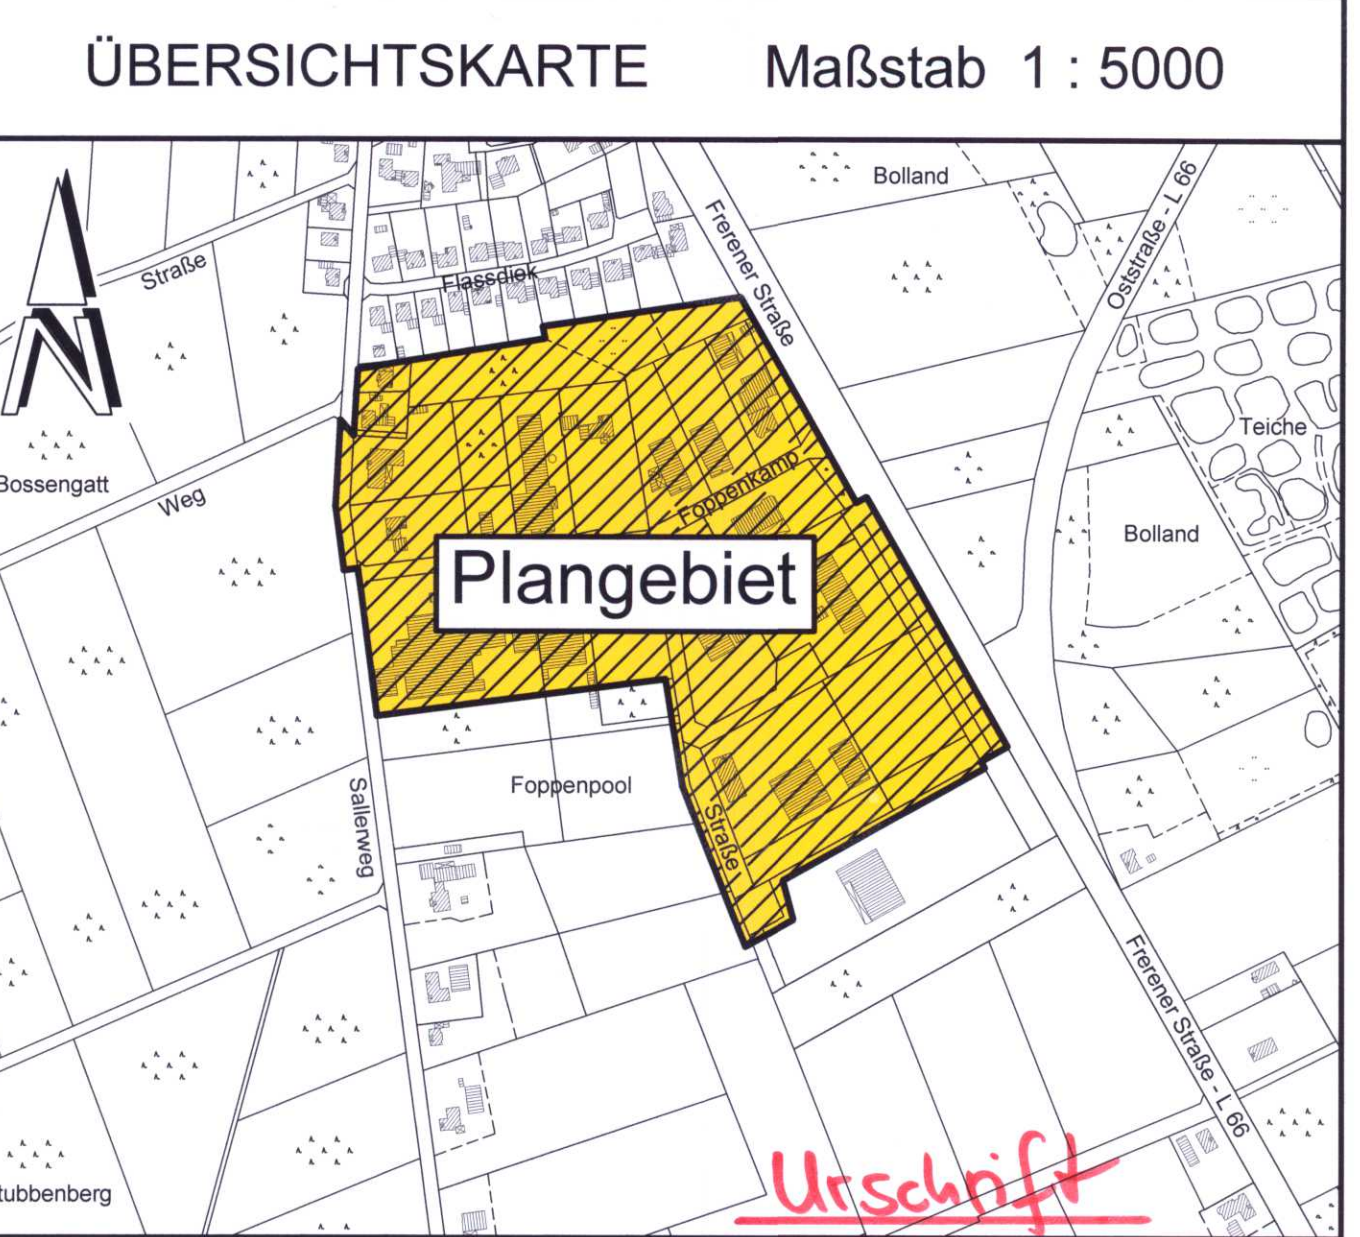 ÜBERSICHTSKARTE Maßstab 1 : 5000
N
Bolland
Oststraße - L 66
Frerener Straße
Straße
Flassdiek
Teiche
Bossengatt
Weg
Foppenkamp
Bolland
Plangebiet
Foppenpool
Sallerweg
Straße
Frerener Straße - L 66
Urschrift
tubbenberg